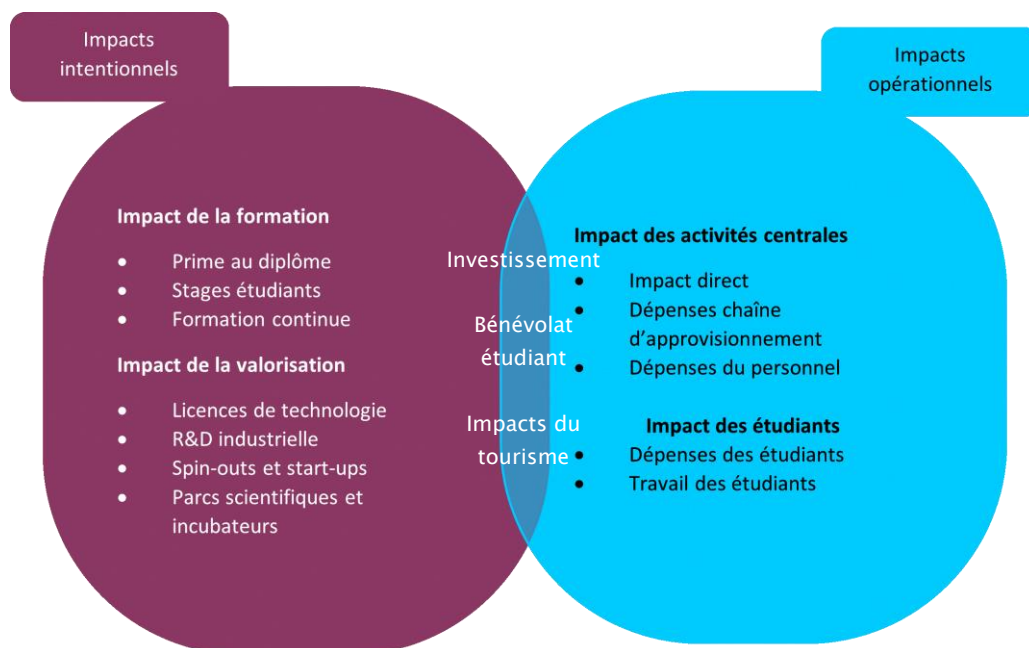 Impacts
intentionnels
Impact de la formation
• Prime au diplôme
• Stages étudiants
• Formation continue
Impact de la valorisation
• Licences de technologie
• R&D industrielle
• Spin-outs et start-ups
• Parcs scientifiques et
incubateurs
Investissement
Bénévolat
étudiant
Impacts du
tourisme
Impacts
opérationnels
Impact des activités centrales
• Impact direct
• Dépenses chaîne
d'approvisionnement
• Dépenses du personnel
Impact des étudiants
• Dépenses des étudiants
• Travail des étudiants